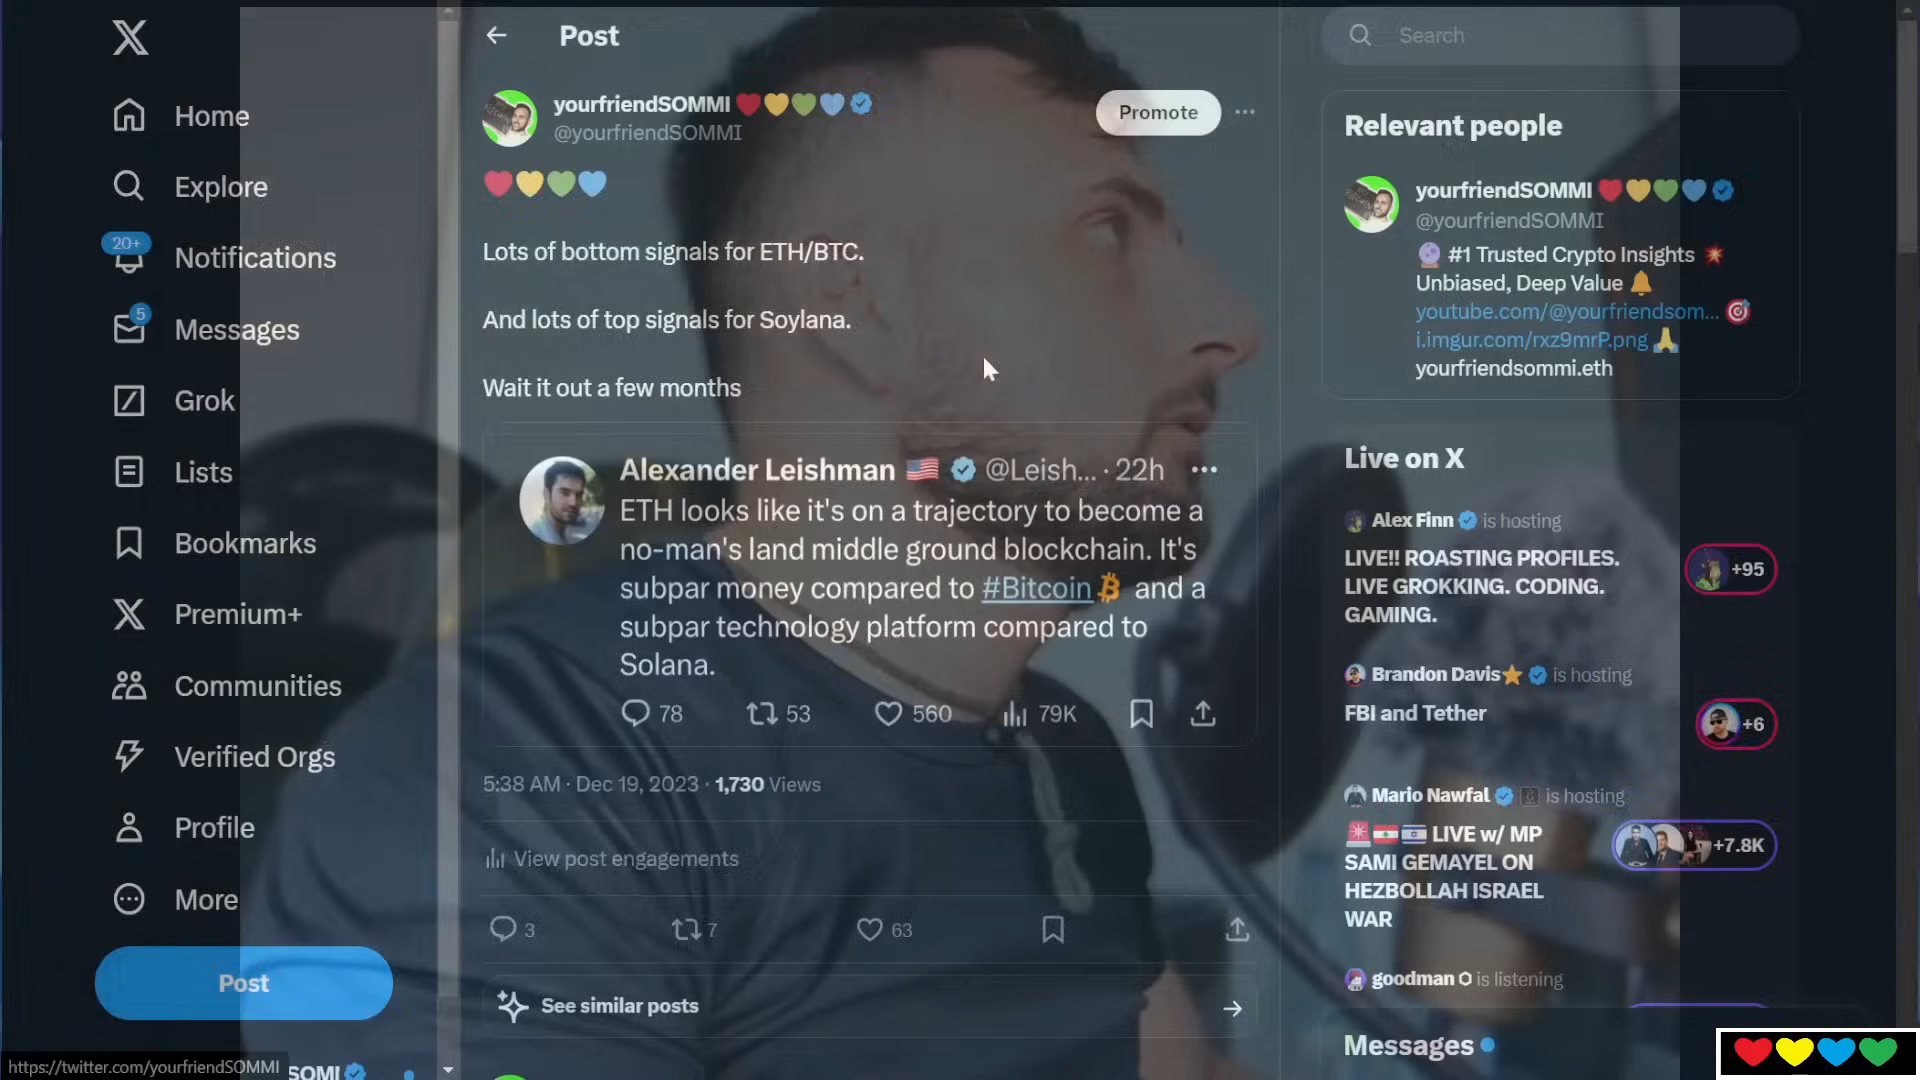 Home
Explore
20+
Notifications
5
Messages
Grok
Lists
Bookmarks
Premium+
Communities
Verified Orgs
Profile
More
Post
https://twitter.com/yourfriendSOMMI
SOMI
Post
yourfriendSOMMI
@yourfriendSOMMI
Promote
Lots of bottom signals for ETH/BTC.
And lots of top signals for Soylana.
Wait it out a few months
Alexander Leishman @Leish... · 22h
ETH looks like it's on a trajectory to become a
no-man's land middle ground blockchain. It's
subpar money compared to #Bitcoin and a
subpar technology platform compared to
Solana.
78 53 560 79K
5:38 AM · Dec 19, 2023 · 1,730 Views
View post engagements
3 7 63
See similar posts
Search
Relevant people
yourfriendSOMMI
@yourfriendSOMMI
#1 Trusted Crypto Insights
Unbiased, Deep Value
youtube.com/@yourfriendsom...
i.imgur.com/rxz9mrP.png
yourfriendsommi.eth
Live on X
Alex Finn is hosting
LIVE!! ROASTING PROFILES.
LIVE GROKKING. CODING.
GAMING.
+95
Brandon Davis is hosting
FBI and Tether
+6
Mario Nawfal is hosting
LIVE w/ MP
SAMI GEMAYEL ON
HEZBOLLAH ISRAEL
WAR
+7.8K
goodman is listening
Messages